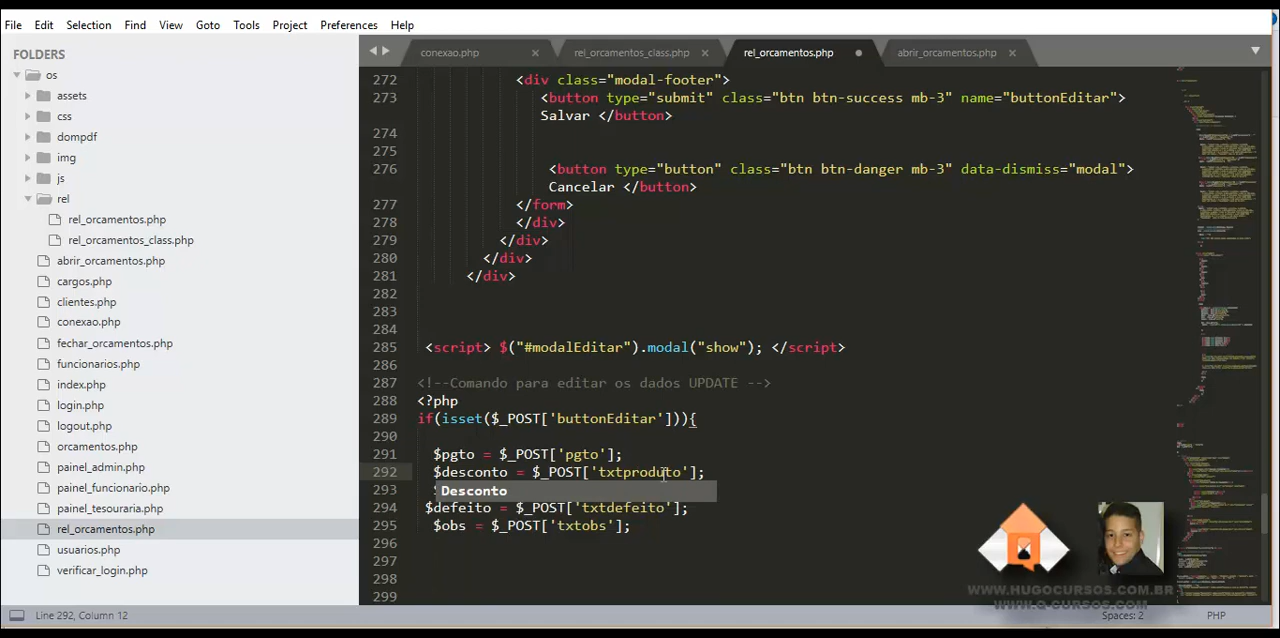 File Edit Selection Find View Goto Tools Project Preferences Help
FOLDERS
os
assets
css
dompdf
img
js
rel
rel_orcamentos.php
rel_orcamentos_class.php
abrir_orcamentos.php
cargos.php
clientes.php
conexao.php
fechar_orcamentos.php
funcionarios.php
index.php
login.php
logout.php
orcamentos.php
painel_admin.php
painel_funcionario.php
painel_tesouraria.php
rel_orcamentos.php
usuarios.php
verificar_login.php
conexao.php rel_orcamentos_class.php rel_orcamentos.php abrir_orcamentos.php
272 <div class="modal-footer">
273 <button type="submit" class="btn btn-success mb-3" name="buttonEditar">
Salvar </button>
274
275
276 <button type="button" class="btn btn-danger mb-3" data-dismiss="modal">
Cancelar </button>
277 </form>
278 </div>
279 </div>
280 </div>
281 </div>
282
283
284
285 <script> $("#modalEditar").modal("show"); </script>
286
287 <!--Comando para editar os dados UPDATE -->
288 <?php
289 if(isset($_POST['buttonEditar'])){
290
291 $pgto = $_POST['pgto'];
292 $desconto = $_POST['txtproduto'];
293
Desconto
294 $defeito = $_POST['txtdefeito'];
295 $obs = $_POST['txtobs'];
296
297
298
299
WWW.HUGOCURSOS.COM.BR
WWW.Q-CURSOS.COM
Line 292, Column 12 Spaces: 2 PHP